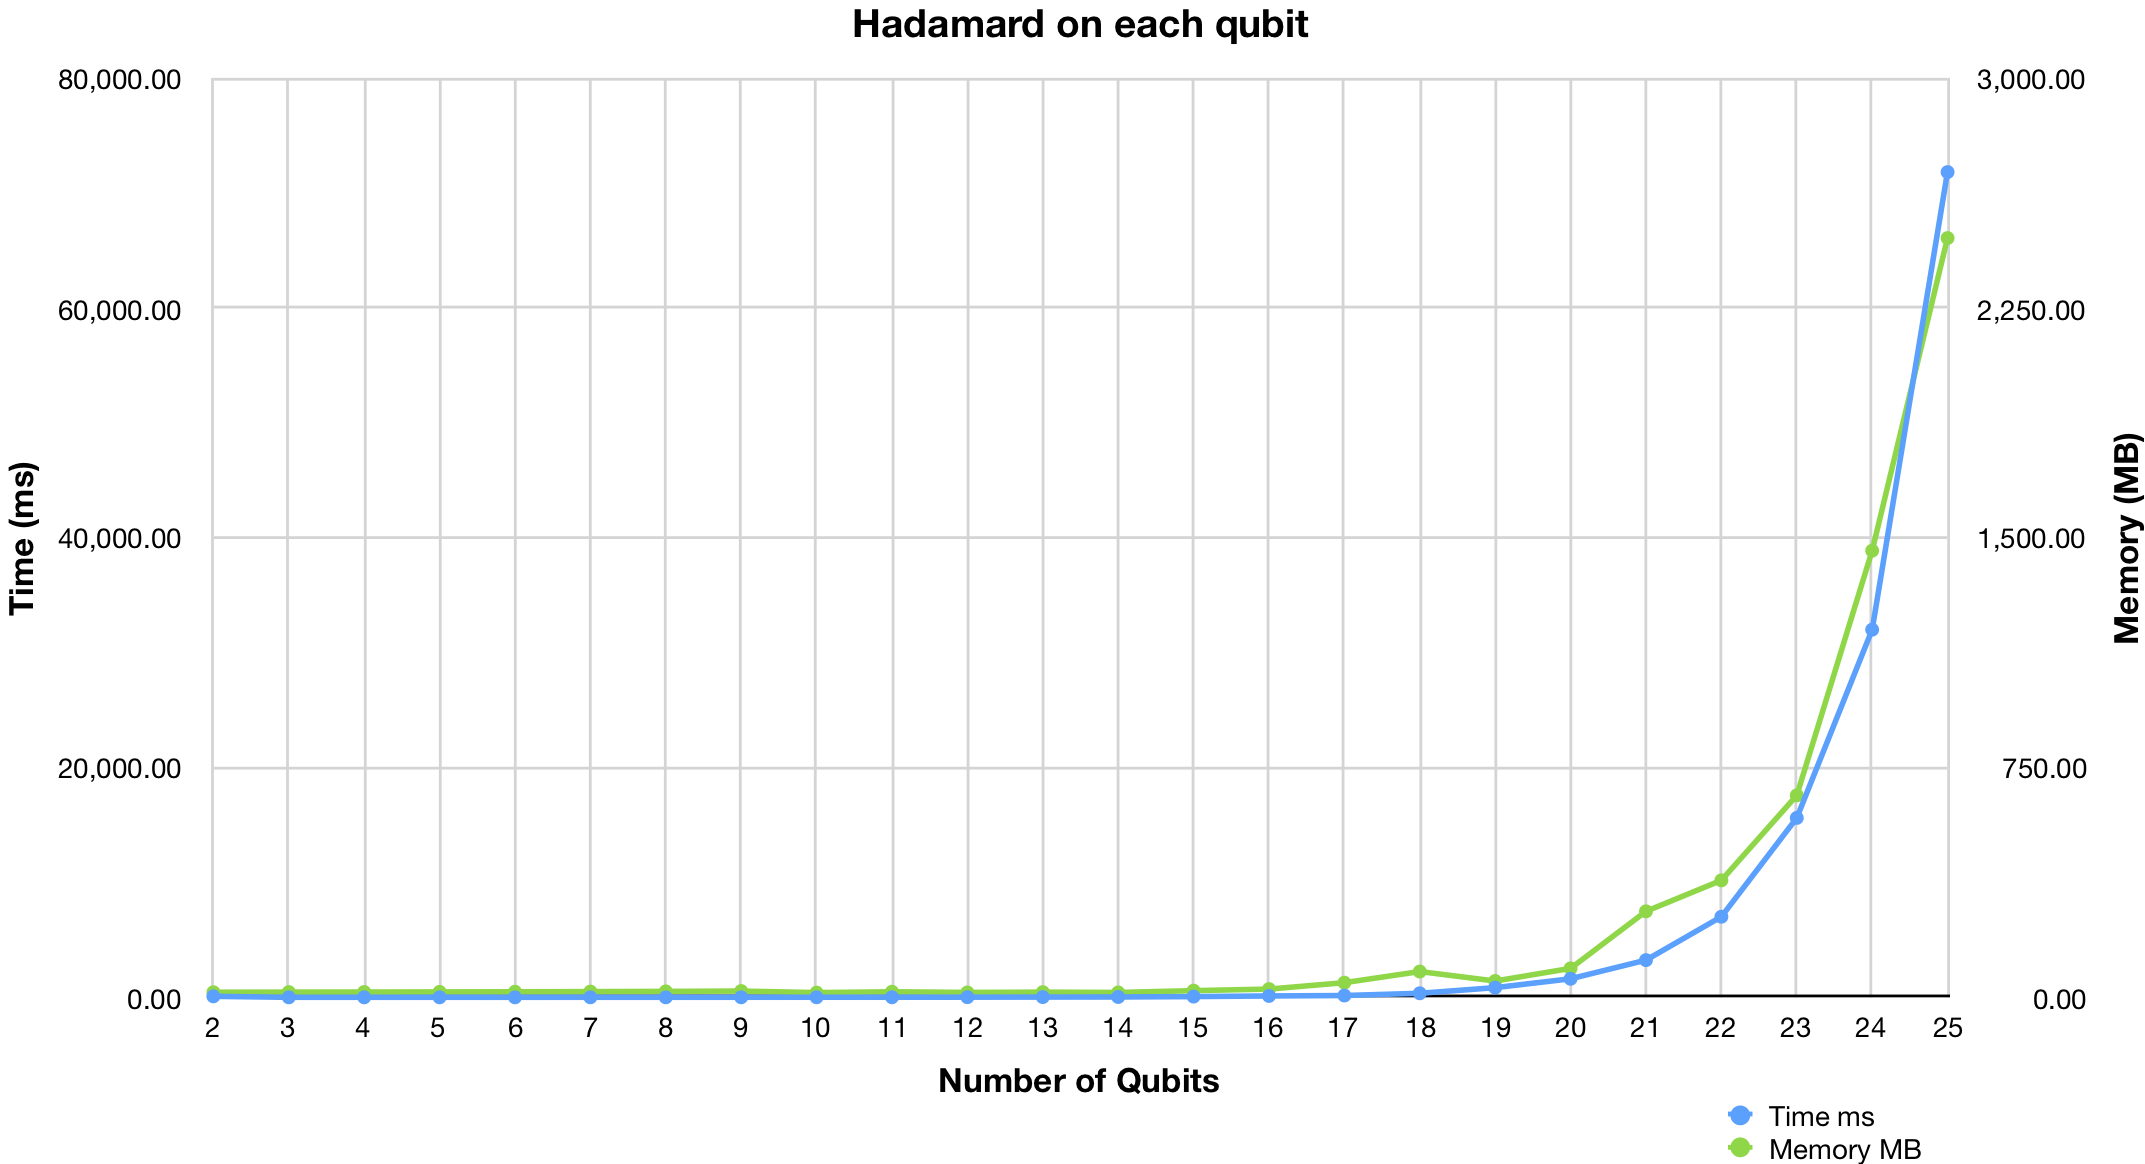 Hadamard on each qubit
80,000.00
60,000.00
40,000.00
20,000.00
0.00
Time (ms)
3,000.00
2,250.00
1,500.00
750.00
0.00
Memory (MB)
2 3 4 5 6 7 8 9 10 11 12 13 14 15 16 17 18 19 20 21 22 23 24 25
Number of Qubits
Time ms
Memory MB